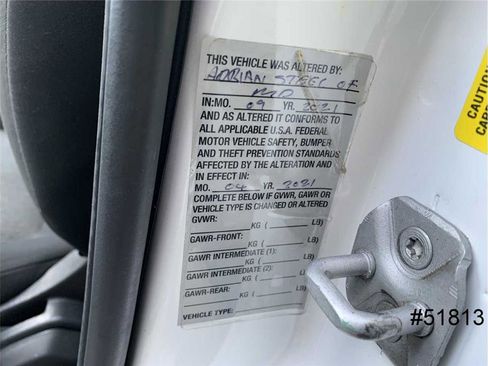 THIS VEHICLE WAS ALTERED BY:
ADRIAN STEEL OF
MD
IN: MO. 09 YR. 2021
AND AS ALTERED IT CONFORMS TO
ALL APPLICABLE U.S.A. FEDERAL
MOTOR VEHICLE SAFETY, BUMPER
AND THEFT PREVENTION STANDARDS
AFFECTED BY THE ALTERATION AND
IN EFFECT IN:
MO. 04 YR. 2021
COMPLETE BELOW IF GVWR, GAWR OR
VEHICLE TYPE IS CHANGED OR ALTERED
GVWR:
KG ( LB)
GAWR-FRONT:
KG ( LB)
GAWR INTERMEDIATE (1):
KG ( LB)
GAWR INTERMEDIATE (2):
KG ( LB)
GAWR-REAR:
KG ( LB)
VEHICLE TYPE:
CAUT
CAR
#51813